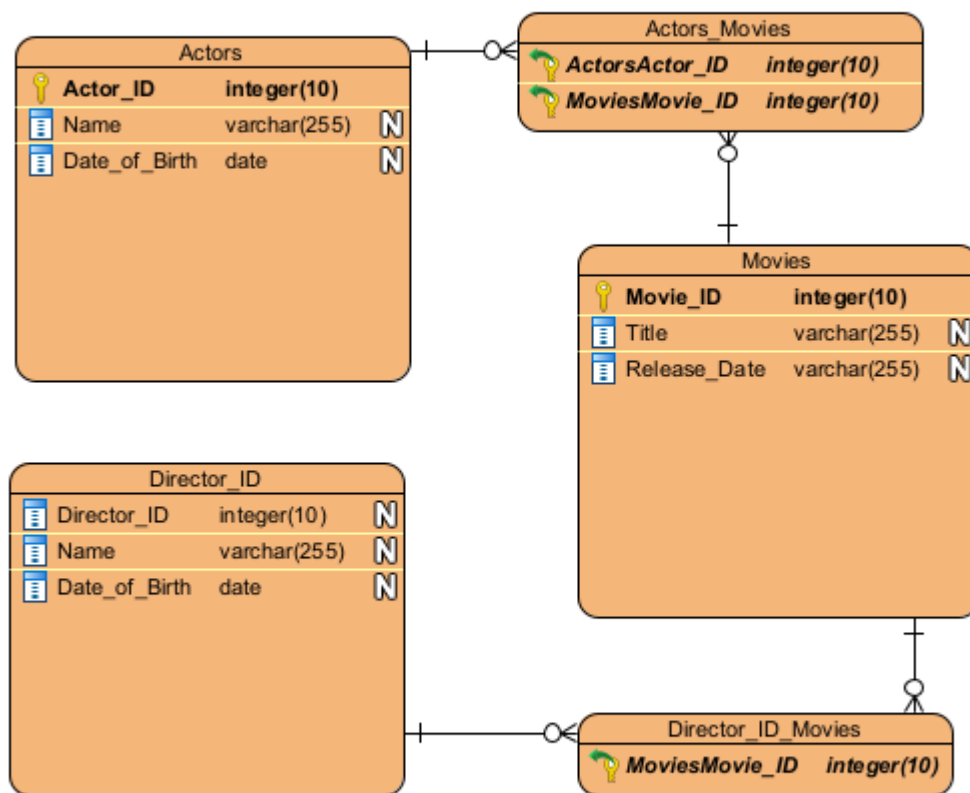 Actors
Actor_ID integer(10)
Name varchar(255) N
Date_of_Birth date N
Actors_Movies
ActorsActor_ID integer(10)
MoviesMovie_ID integer(10)
Movies
Movie_ID integer(10)
Title varchar(255) N
Release_Date varchar(255) N
Director_ID
Director_ID integer(10) N
Name varchar(255) N
Date_of_Birth date N
Director_ID_Movies
MoviesMovie_ID integer(10)